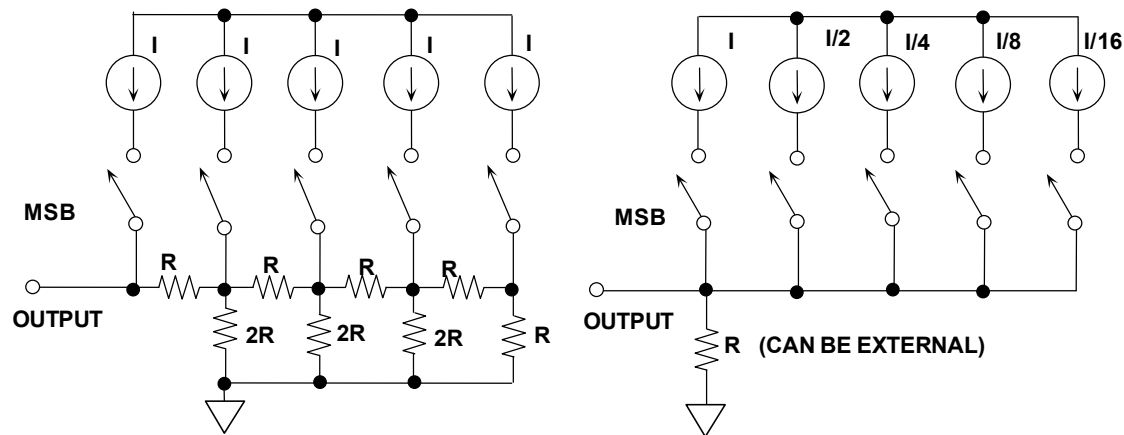 I I I I I
MSB
R R R R
OUTPUT
2R 2R 2R R
I I/2 I/4 I/8 I/16
MSB
OUTPUT
R (CAN BE EXTERNAL)